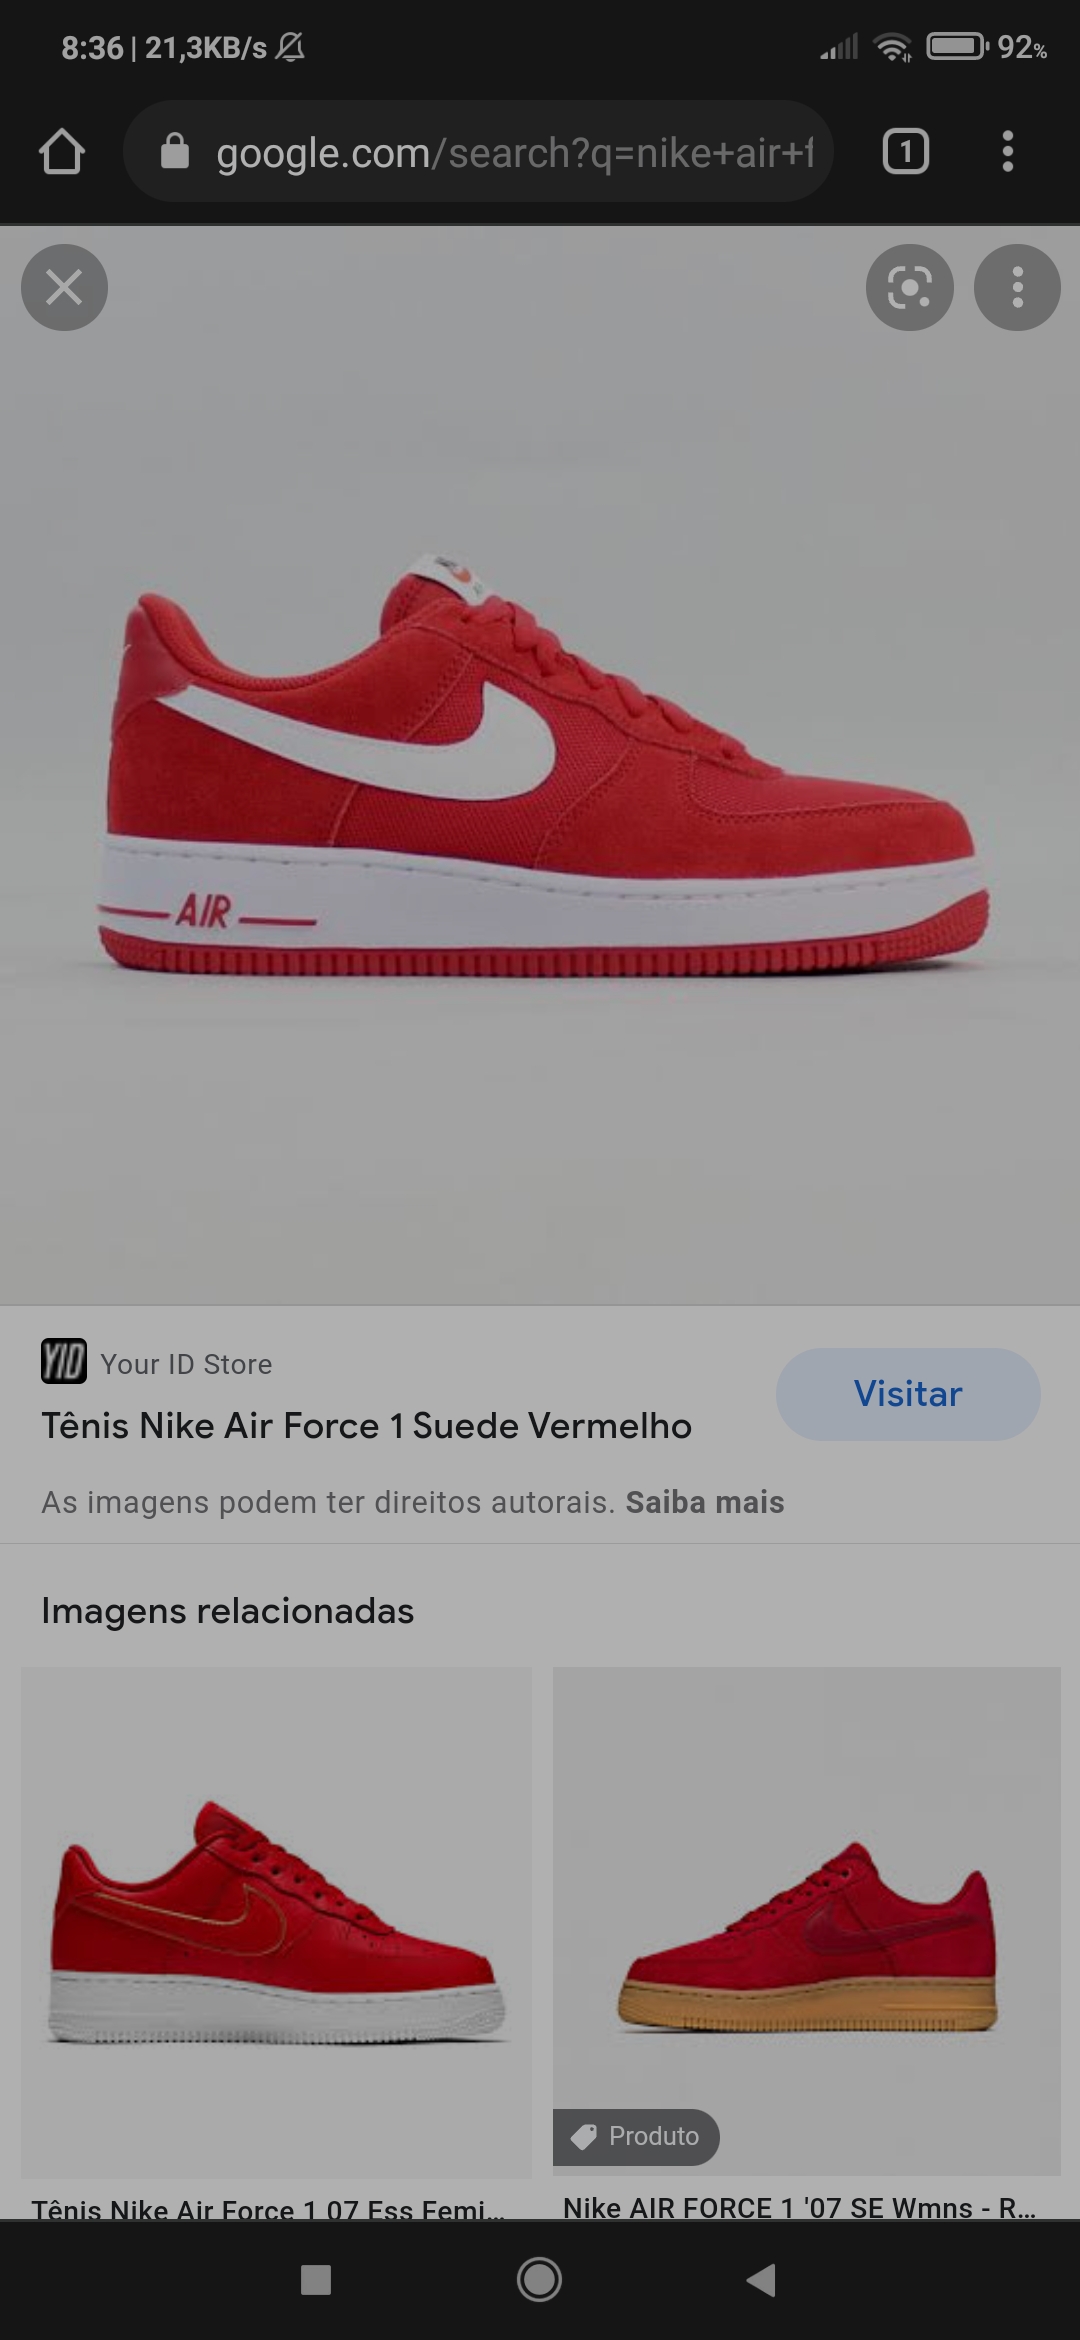 8:36 | 21,3KB/s
92%
google.com/search?q=nike+air+f
1
AIR
YID
Your ID Store
Visitar
Tênis Nike Air Force 1 Suede Vermelho
As imagens podem ter direitos autorais. Saiba mais
Imagens relacionadas
Produto
Tênis Nike Air Force 1 07 Ess Femi...
Nike AIR FORCE 1 '07 SE Wmns - R...